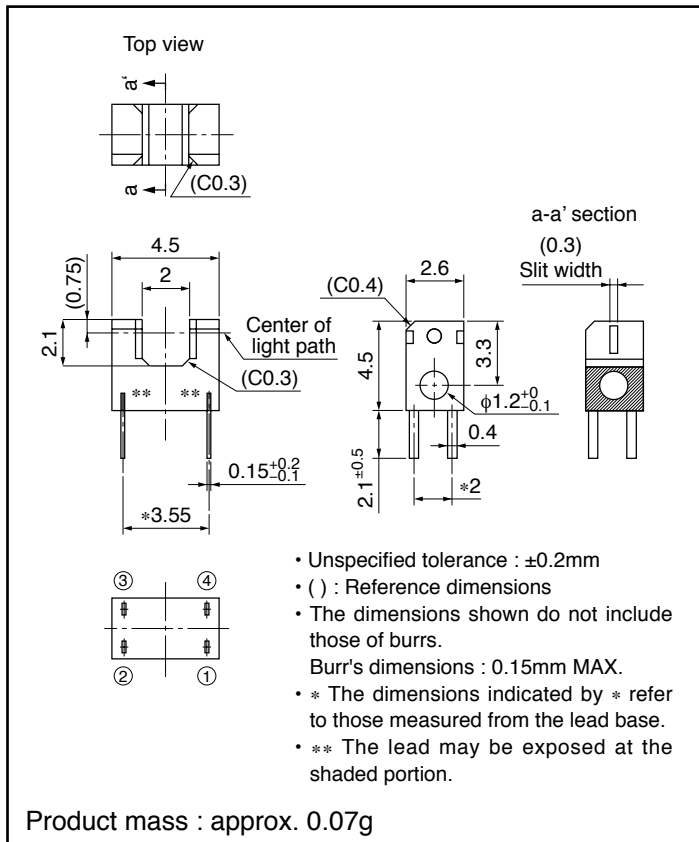 Top view
a'
a
(C0.3)
a-a' section
(0.3)
Slit width
4.5
2
(0.75)
2.1
Center of
light path
(C0.3)
** **
0.15+0.2
−0.1
*3.55
2.6
(C0.4)
4.5
3.3
φ1.2+0
−0.1
0.4
2.1±0.5
*2
③ ④
② ①
• Unspecified tolerance : ±0.2mm
• ( ) : Reference dimensions
• The dimensions shown do not include
those of burrs.
Burr's dimensions : 0.15mm MAX.
• * The dimensions indicated by * refer
to those measured from the lead base.
• ** The lead may be exposed at the
shaded portion.
Product mass : approx. 0.07g